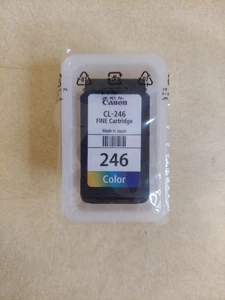 Canon
CL-246
FINE Cartridge
Made in Japan
246
Color